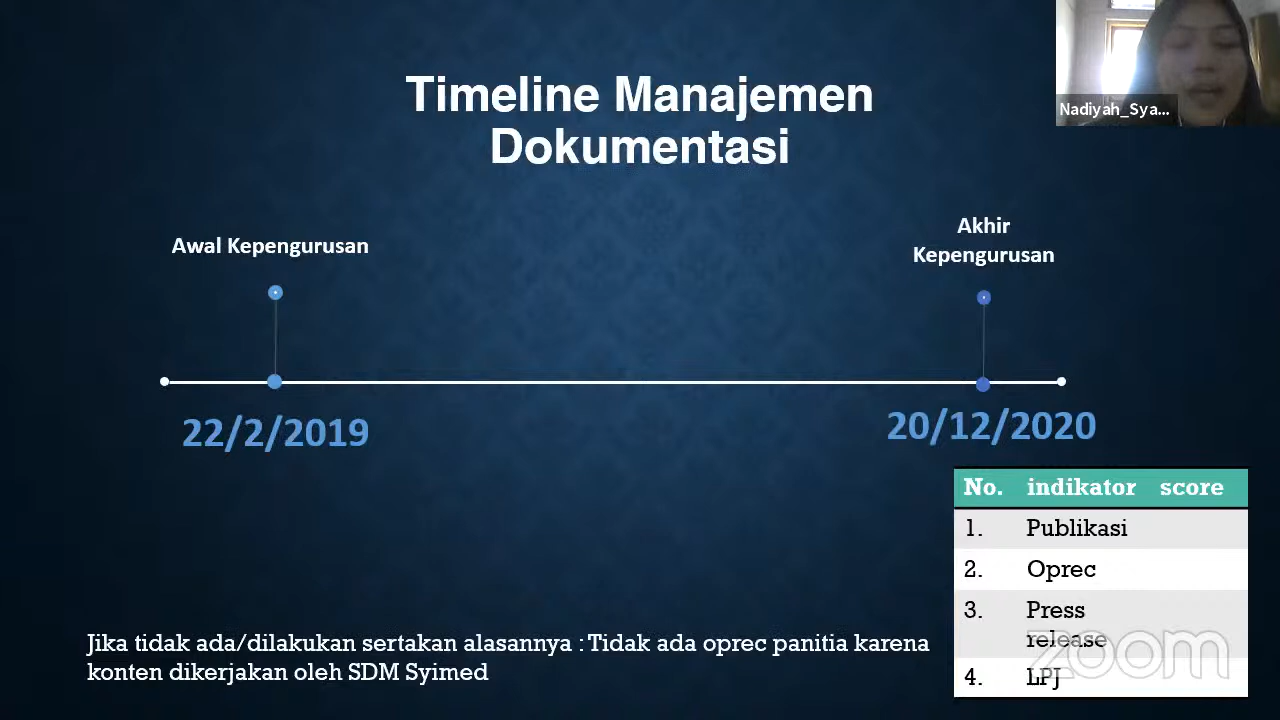 Timeline Manajemen
Dokumentasi
Nadiyah_Sya...
Awal Kepengurusan
Akhir
Kepengurusan
22/2/2019
20/12/2020
No. indikator score
1. Publikasi
2. Oprec
3. Press
release
4. LPJ
Jika tidak ada/dilakukan sertakan alasannya : Tidak ada oprec panitia karena
konten dikerjakan oleh SDM Syimed
zoom